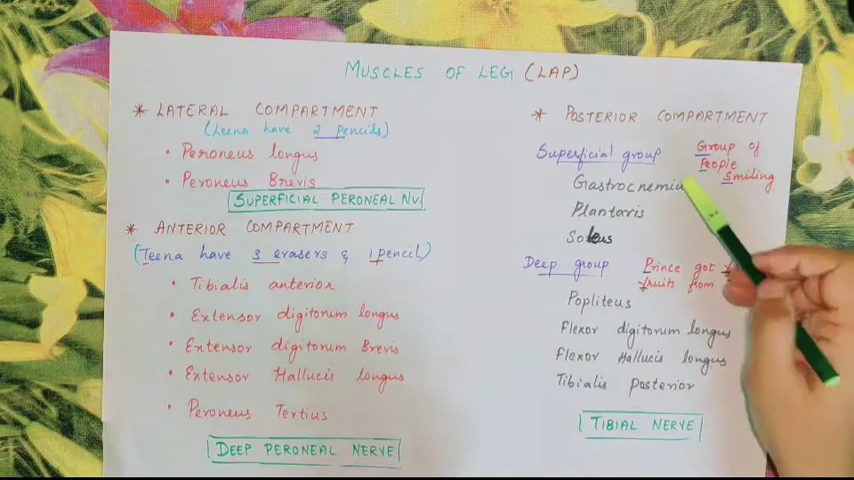 MUSCLES OF LEG (LAP)
* LATERAL COMPARTMENT
(teena have 2 pencils)
• Peroneus longus
• Peroneus Brevis
SUPERFICIAL PERONEAL NV
* ANTERIOR COMPARTMENT
(Teena have 3 erasers & 1 pencil)
• Tibialis anterior
• Extensor digitorum longus
• Extensor digitorum Brevis
• Extensor Hallucis longus
• Peroneus Tertius
DEEP PERONEAL NERVE
* POSTERIOR COMPARTMENT
Superficial group
Group of
People
Smiling
Plantaris
Soleus
Deep group
Prince got
fruits from
Popliteus
Flexor digitorum longus
Flexor Hallucis longus
Tibialis posterior
TIBIAL NERVE